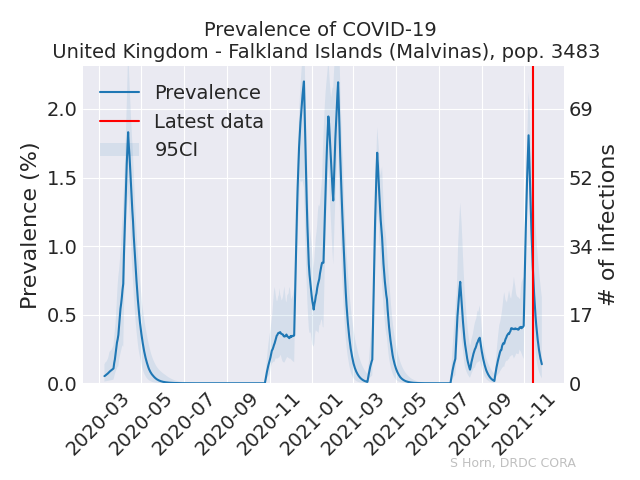 Prevalence of COVID-19
United Kingdom - Falkland Islands (Malvinas), pop. 3483
Prevalence
Latest data
95CI
Prevalence (%)
2.0
1.5
1.0
0.5
0.0
69
52
34
17
0
# of infections
2020-03
2020-05
2020-07
2020-09
2020-11
2021-01
2021-03
2021-05
2021-07
2021-09
2021-11
S Horn, DRDC CORA